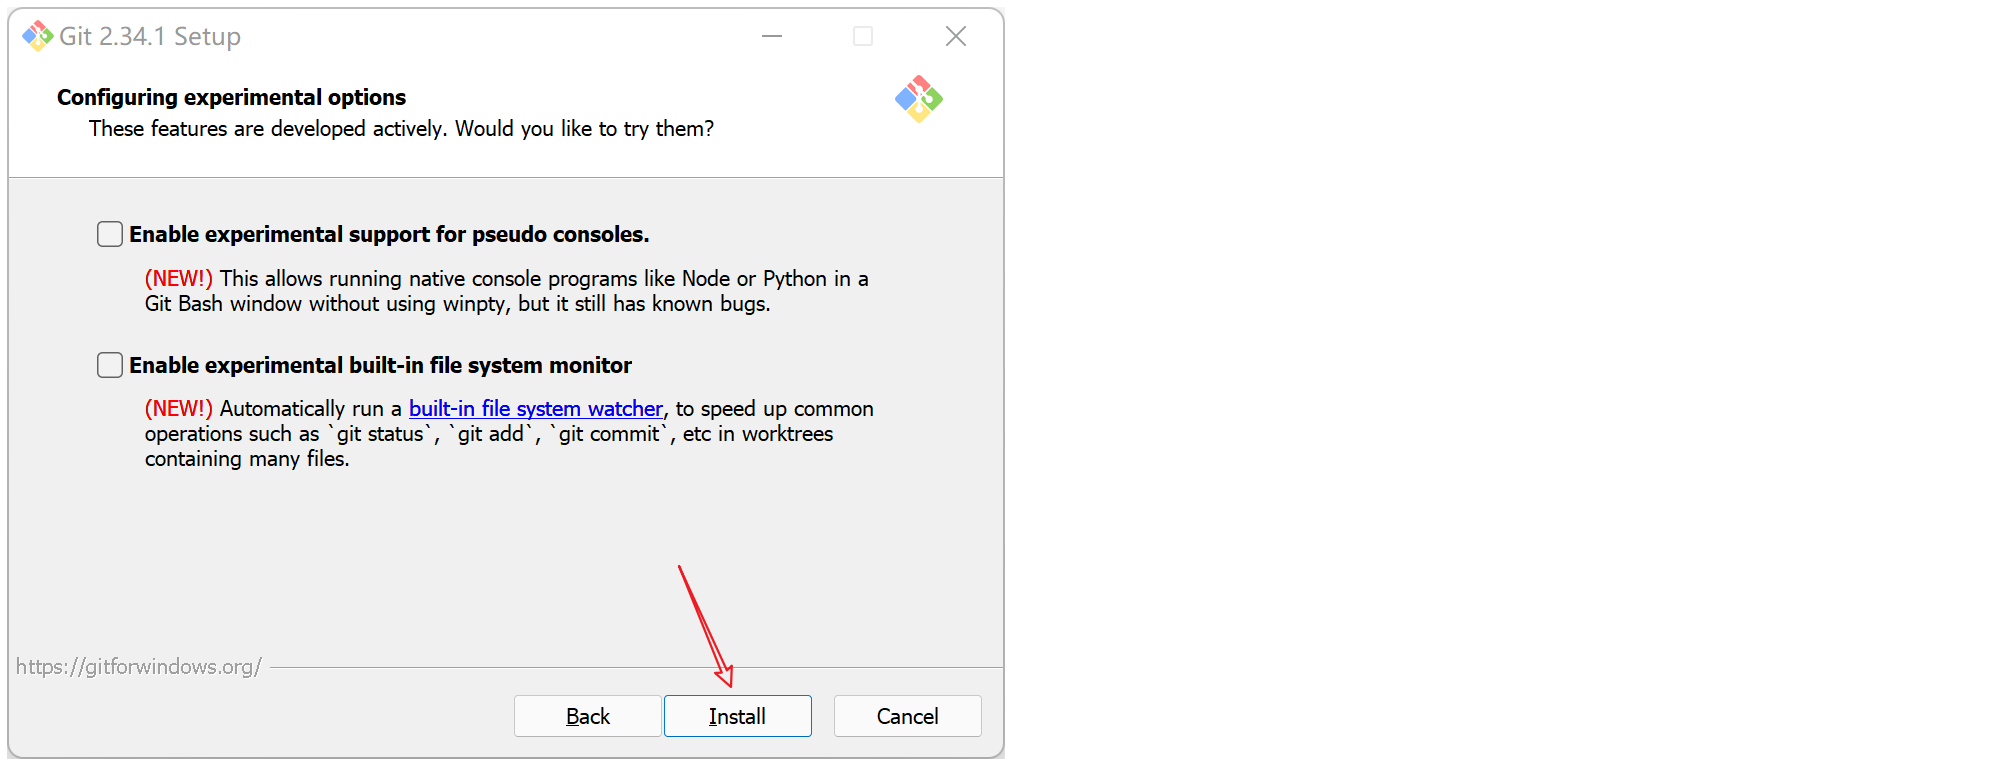 Git 2.34.1 Setup
Configuring experimental options
These features are developed actively. Would you like to try them?
Enable experimental support for pseudo consoles.
(NEW!) This allows running native console programs like Node or Python in a
Git Bash window without using winpty, but it still has known bugs.
Enable experimental built-in file system monitor
(NEW!) Automatically run a built-in file system watcher, to speed up common
operations such as `git status`, `git add`, `git commit`, etc in worktrees
containing many files.
https://gitforwindows.org/
Back
Install
Cancel